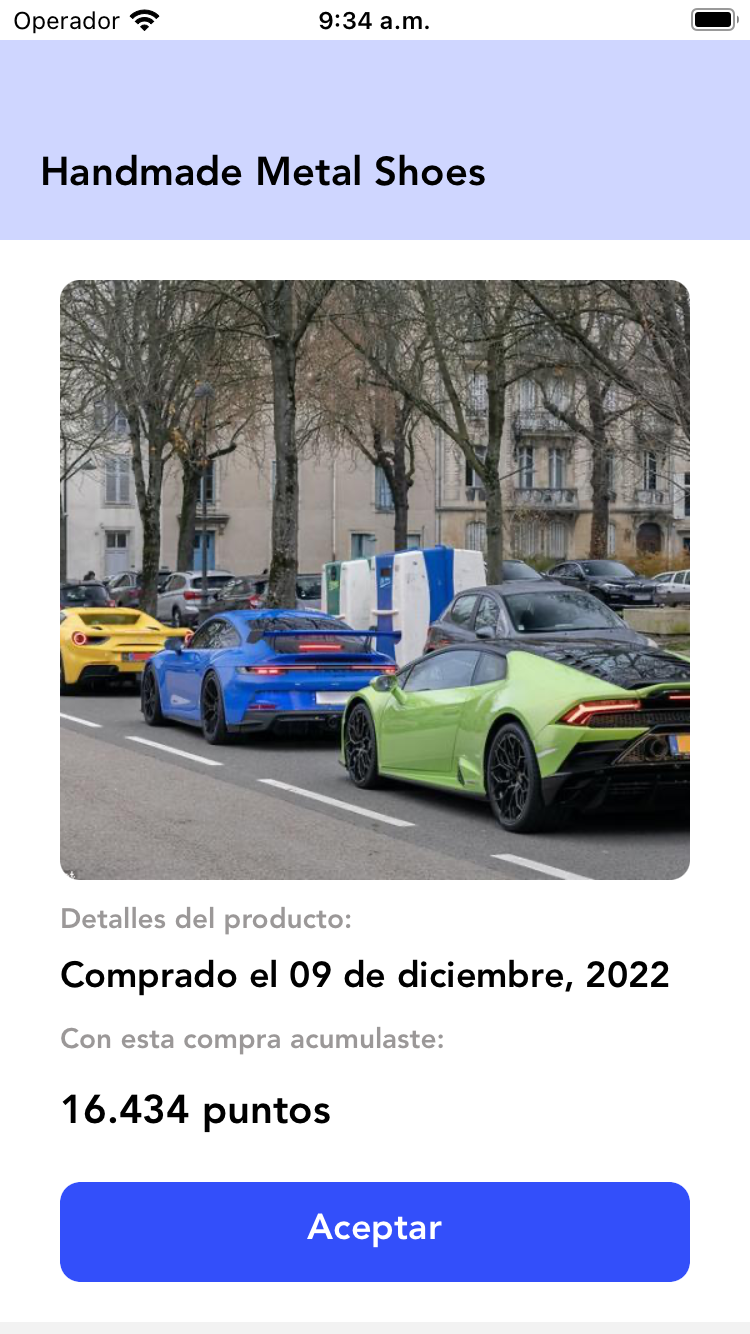 Operador 9:34 a.m.
Handmade Metal Shoes
Detalles del producto:
Comprado el 09 de diciembre, 2022
Con esta compra acumulaste:
16.434 puntos
Aceptar